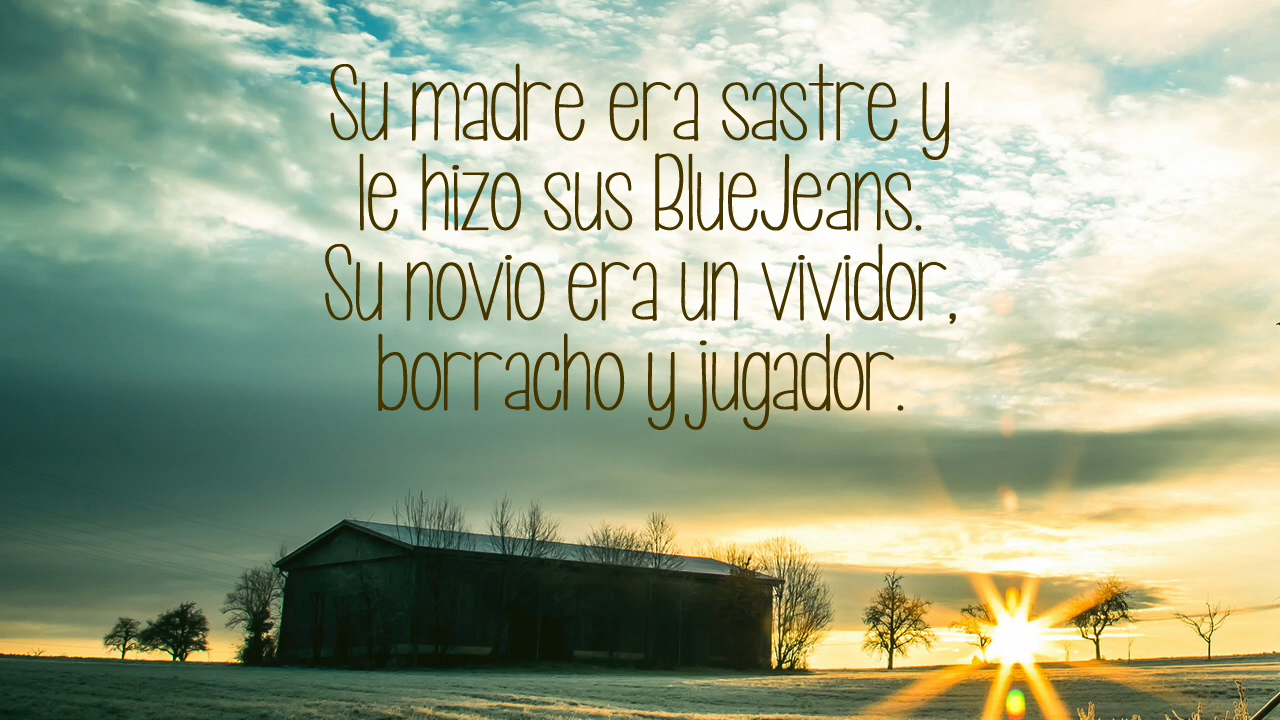 Su madre era sastre y
le hizo sus BlueJeans.
Su novio era un vividor,
borracho y jugador.